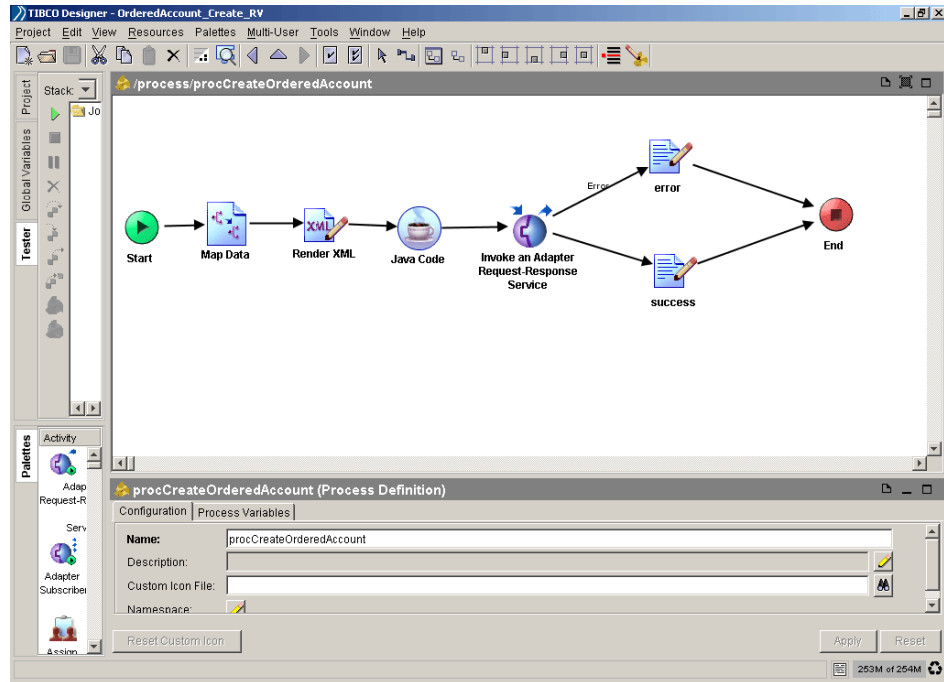 TIBCO Designer - OrderedAccount_Create_RV
Project Edit View Resources Palettes Multi-User Tools Window Help
Project
Global Variables
Tester
Stack:
Jo
/process/procCreateOrderedAccount
Start
Map Data
XML
Render XML
Java Code
Invoke an Adapter
Request-Response
Service
Error
error
success
End
Palettes
Activity
Adap
Request-R
Serv
Adapter
Subscriber
Assign
procCreateOrderedAccount (Process Definition)
Configuration Process Variables
Name: procCreateOrderedAccount
Description:
Custom Icon File:
Namespace:
Reset Custom Icon Apply Reset
253M of 254M